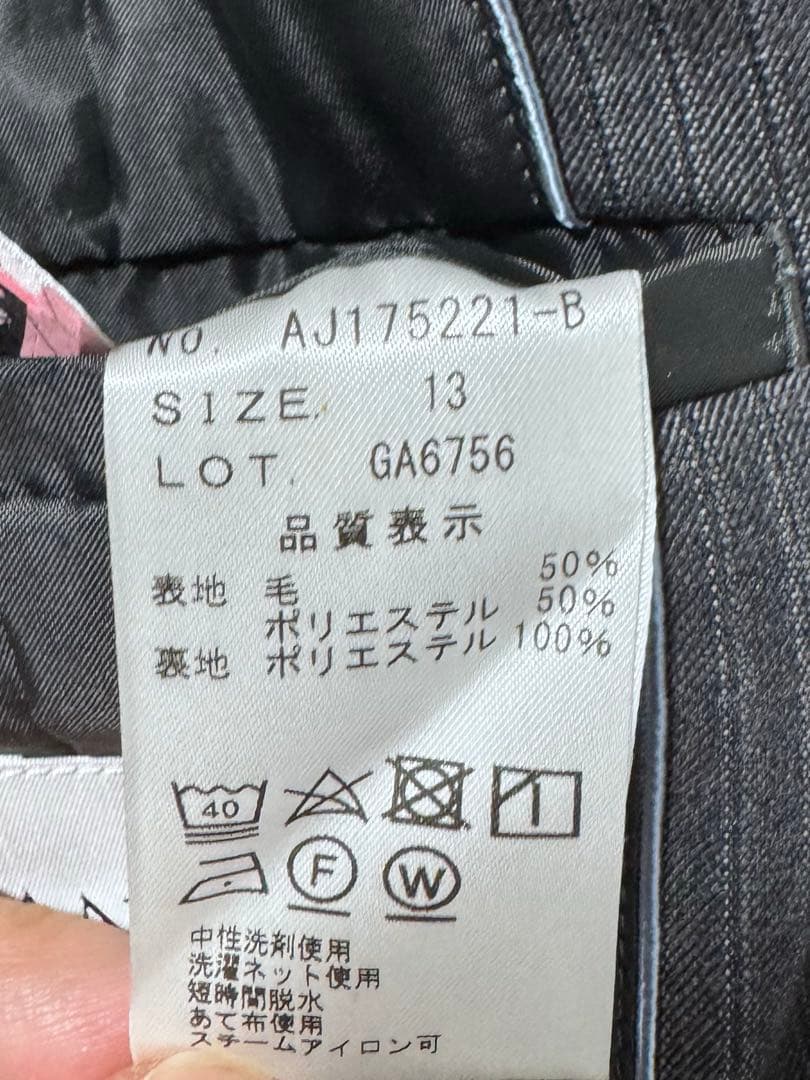 NO. AJ175221-B
SIZE. 13
LOT. GA6756
品質表示
表地 毛 50%
ポリエステル 50%
裏地 ポリエステル 100%
40
F W
中性洗剤使用
洗濯ネット使用
短時間脱水
あて布使用
スチームアイロン可